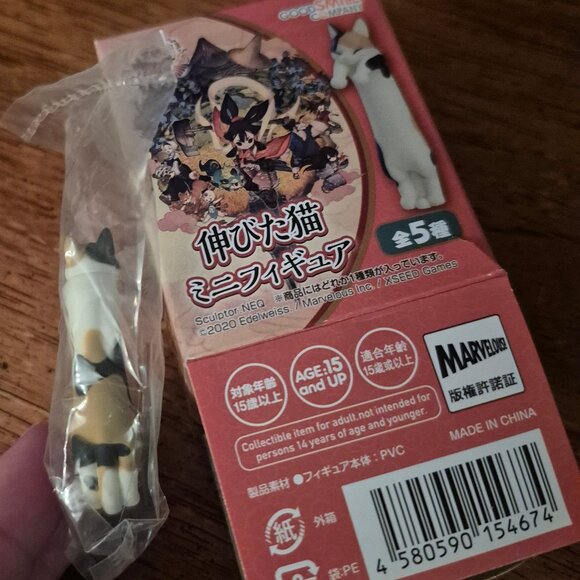 GOOD SMILE
COMPANY
伸びた猫
ミニフィギュア
全5種
Sculptor NEQ ※商品にはどれか1種類が入っています。
©2020 Edelweiss. / Marvelous Inc. / XSEED Games
対象年齢
15歳以上
AGE:15
and UP
適合年齡
15歲或以上
MARVELOUS!
版権許諾証
Collectible item for adult.not intended for
persons 14 years of age and younger.
MADE IN CHINA
製品素材 ●フィギュア本体：PVC
紙
外箱
袋:PE
4 580590 154674